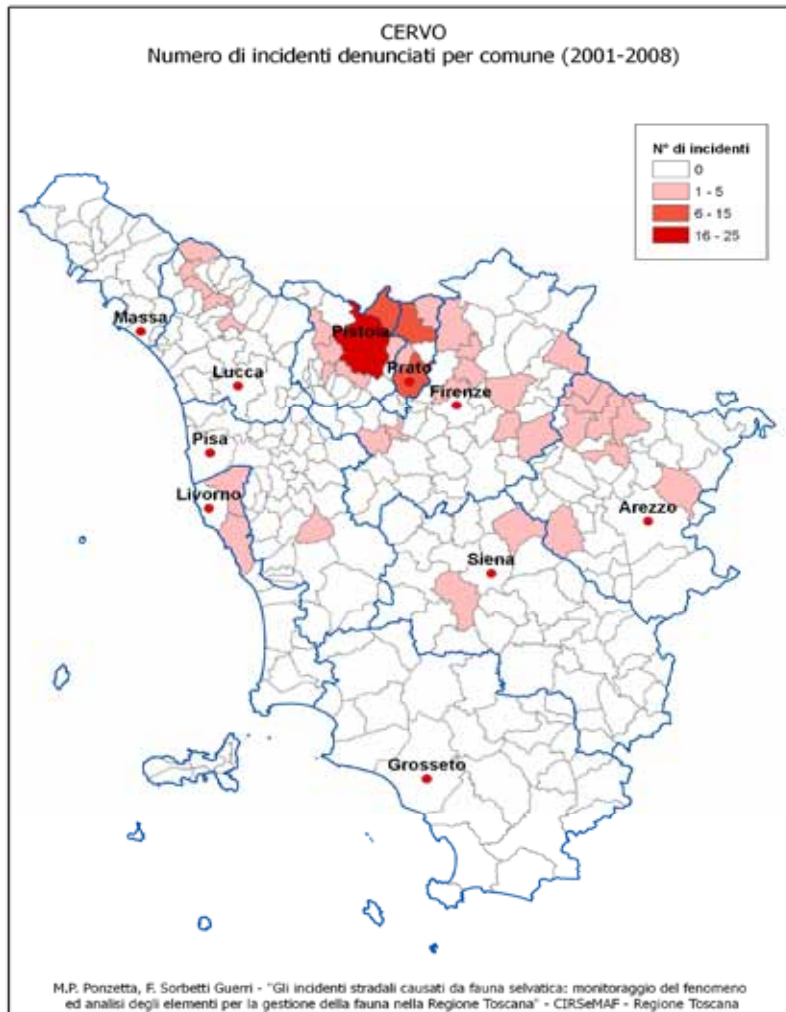 CERVO
Numero di incidenti denunciati per comune (2001-2008)
N° di incidenti
0
1 - 5
6 - 15
16 - 25
Massa
Pistoia
Prato
Lucca
Firenze
Pisa
Livorno
Arezzo
Siena
Grosseto
M.P. Ponzetta, F. Sorbetti Guerri - "Gli incidenti stradali causati da fauna selvatica: monitoraggio del fenomeno
ed analisi degli elementi per la gestione della fauna nella Regione Toscana" - CIRSeMAF - Regione Toscana